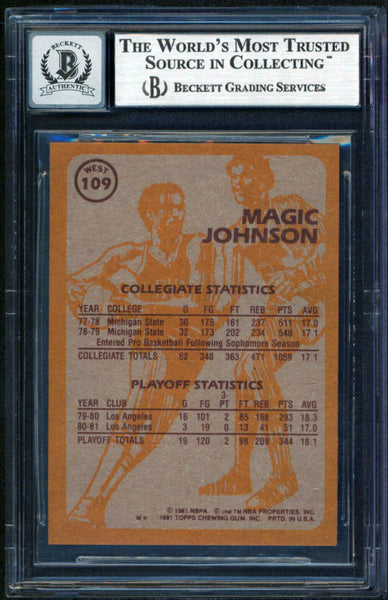 BECKETT
B
AUTHENTIC
THE WORLD'S MOST TRUSTED
SOURCE IN COLLECTING™
B BECKETT GRADING SERVICES
WEST
109
MAGIC
JOHNSON
COLLEGIATE STATISTICS
YEAR COLLEGE G FG FT REB PTS AVG
77-78 Michigan State 30 175 161 237 511 17.0
78-79 Michigan State 32 173 202 234 548 17.1
Entered Pro Basketball Following Sophomore Season
COLLEGIATE TOTALS 62 348 363 471 1059 17.1
PLAYOFF STATISTICS
YEAR CLUB G FG 3-PT FT REB PTS AVG
79-80 Los Angeles 16 101 2 85 168 293 18.3
80-81 Los Angeles 3 19 0 13 41 51 17.0
PLAYOFF TOTALS 19 120 2 98 209 344 18.1
© 1981 NBPA © 1981 NBA PROPERTIES, INC.
W* 1981 TOPPS CHEWING GUM, INC. PRTD. IN U.S.A.